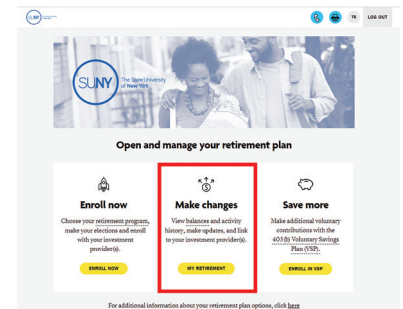 SUNY
TB
LOG OUT
SUNY
The State University
of New York
Open and manage your retirement plan
Enroll now
Choose your retirement program,
make your elections and enroll
with your investment
provider(s).
ENROLL NOW
Make changes
View balances and activity
history, make updates, and link
to your investment provider(s).
MY RETIREMENT
Save more
Make additional voluntary
contributions with the
403(b) Voluntary Savings
Plan (VSP).
ENROLL IN VSP
For additional information about your retirement plan options, click here